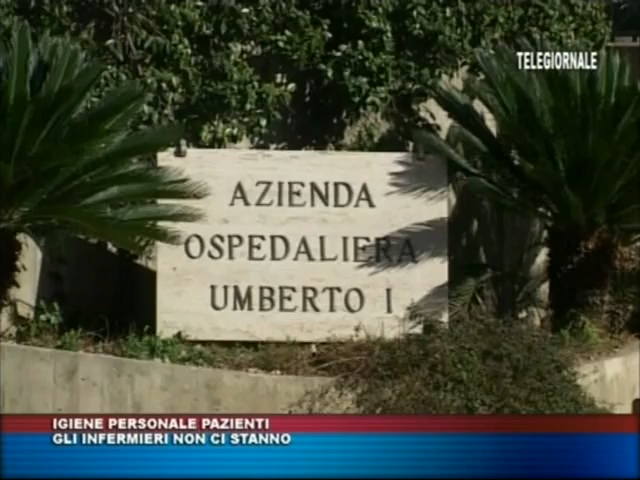 TELEGIORNALE
AZIENDA
OSPEDALIERA
UMBERTO I
IGIENE PERSONALE PAZIENTI
GLI INFERMIERI NON CI STANNO